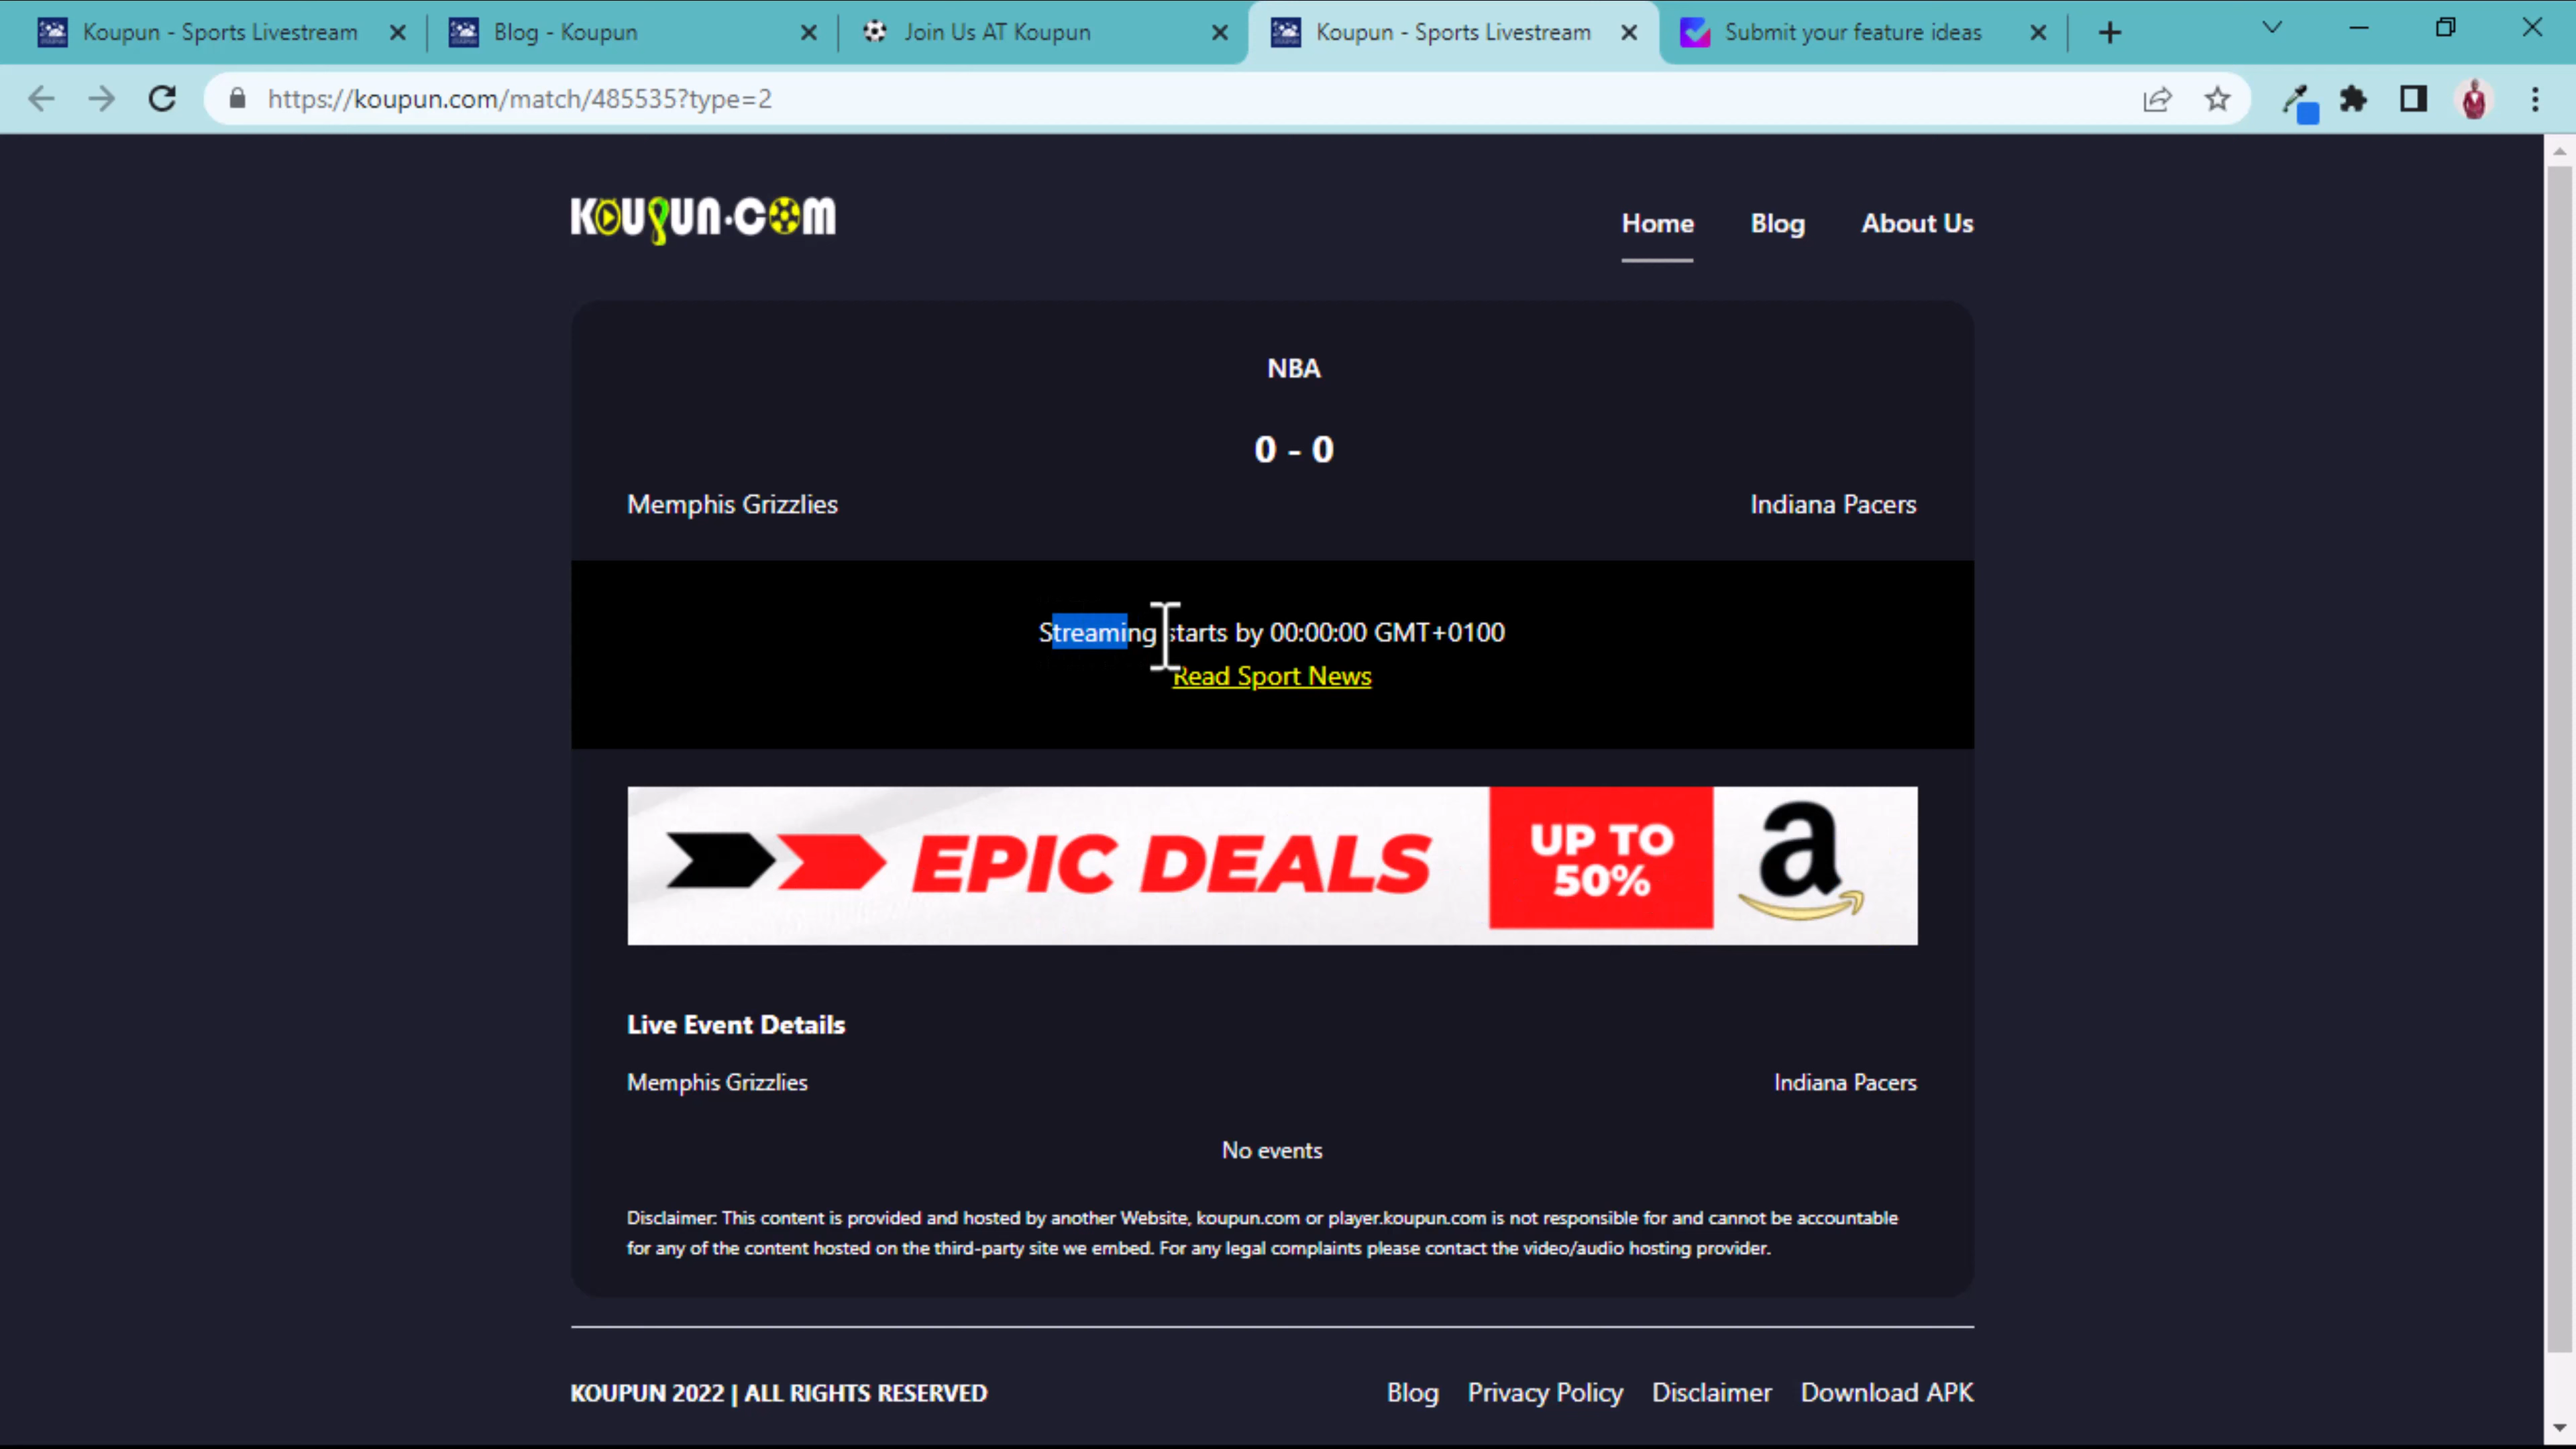 Koupun - Sports Livestream
Blog - Koupun
Join Us AT Koupun
Koupun - Sports Livestream
Submit your feature ideas
https://koupun.com/match/485535?type=2
KOUPUN.COM
Home Blog About Us
NBA
0 - 0
Memphis Grizzlies
Indiana Pacers
Streaming starts by 00:00:00 GMT+0100
Read Sport News
EPIC DEALS
UP TO
50%
a
Live Event Details
Memphis Grizzlies
Indiana Pacers
No events
Disclaimer: This content is provided and hosted by another Website, koupun.com or player.koupun.com is not responsible for and cannot be accountable
for any of the content hosted on the third-party site we embed. For any legal complaints please contact the video/audio hosting provider.
KOUPUN 2022 | ALL RIGHTS RESERVED
Blog Privacy Policy Disclaimer Download APK